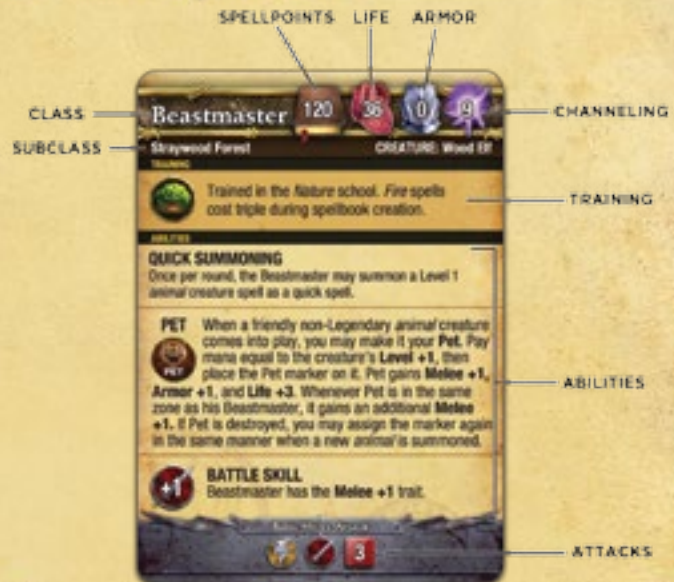 SPELLPOINTS LIFE ARMOR
CLASS
Beastmaster 120 36 0 9
CHANNELING
SUBCLASS
Straywood Forest CREATURE: Wood Elf
TRAINING
Trained in the Nature school. Fire spells
cost triple during spellbook creation.
TRAINING
ABILITIES
QUICK SUMMONING
Once per round, the Beastmaster may summon a Level 1
animal creature spell as a quick spell.
PET When a friendly non-Legendary animal creature
comes into play, you may make it your Pet. Pay
mana equal to the creature's Level +1, then
PET
place the Pet marker on it. Pet gains Melee +1,
Armor +1, and Life +3. Whenever Pet is in the same
zone as his Beastmaster, it gains an additional Melee
+1. If Pet is destroyed, you may assign the marker again
in the same manner when a new animal is summoned.
ABILITIES
+1
BATTLE SKILL
Beastmaster has the Melee +1 trait.
3
ATTACKS